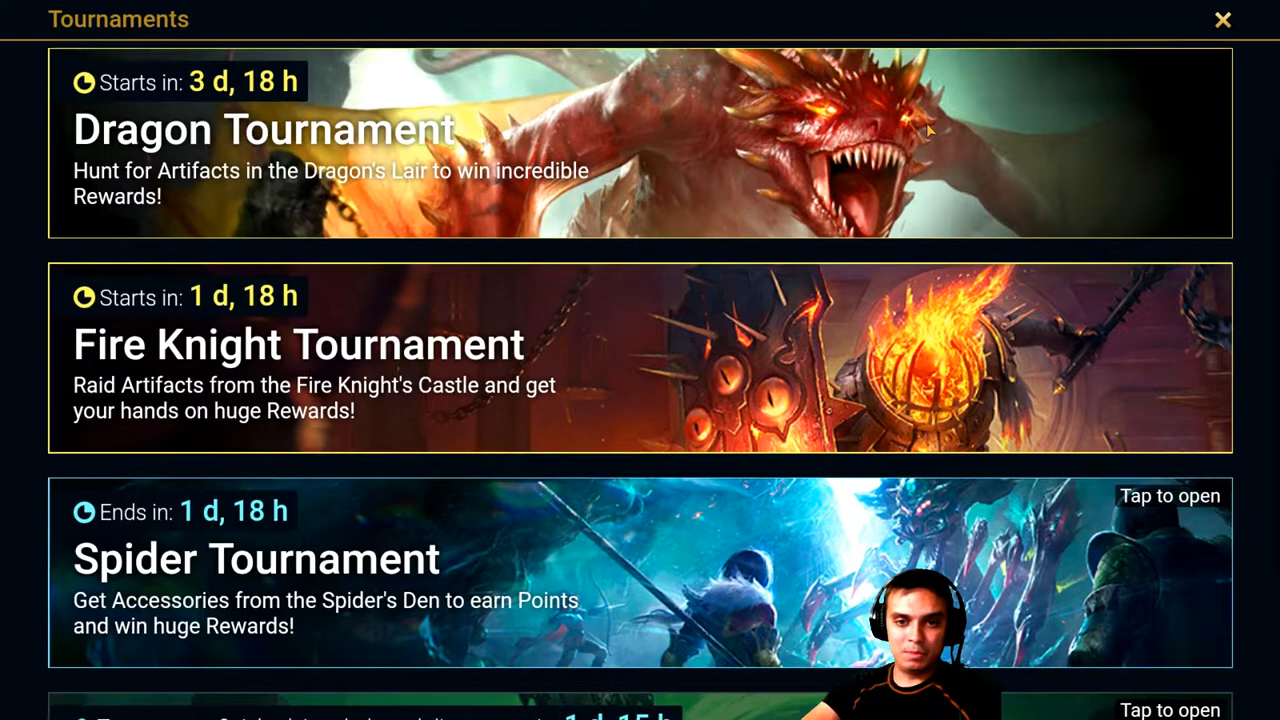 Tournaments
Starts in: 3 d, 18 h
Dragon Tournament
Hunt for Artifacts in the Dragon's Lair to win incredible
Rewards!
Starts in: 1 d, 18 h
Fire Knight Tournament
Raid Artifacts from the Fire Knight's Castle and get
your hands on huge Rewards!
Tap to open
Ends in: 1 d, 18 h
Spider Tournament
Get Accessories from the Spider's Den to earn Points
and win huge Rewards!
Tap to open